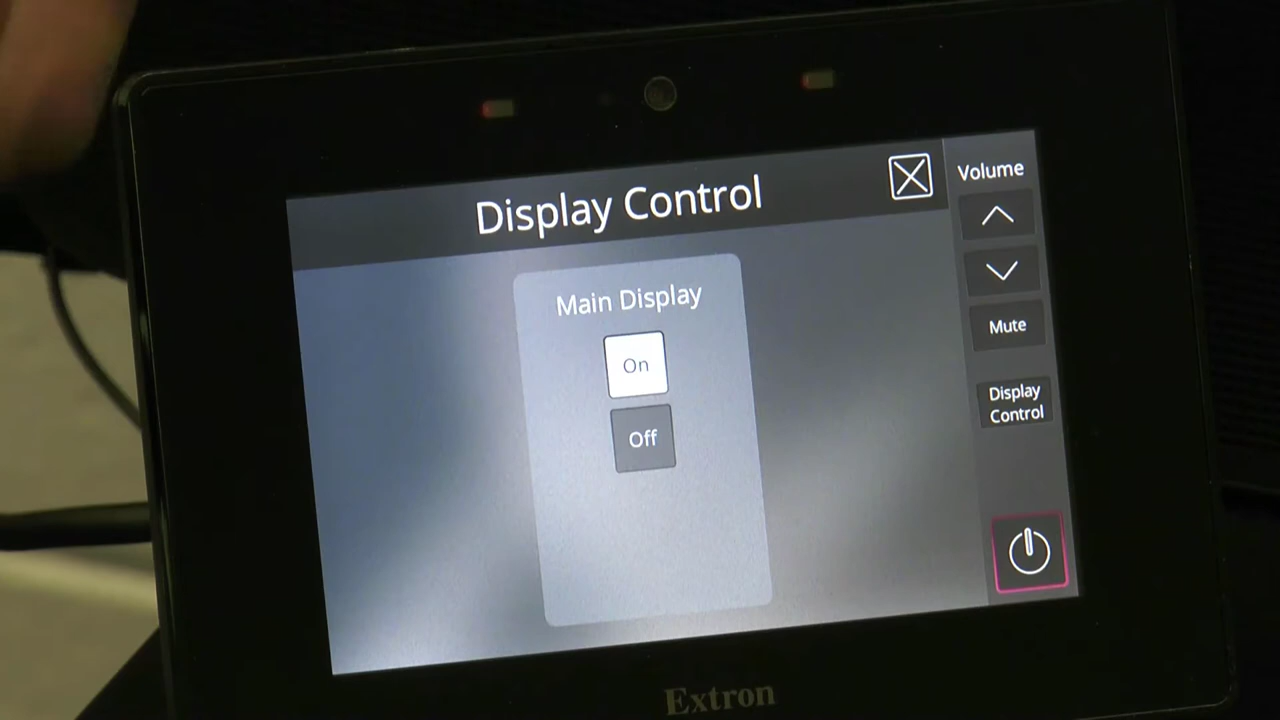 Display Control
Volume
Main Display
On
Off
Mute
Display
Control
Extron